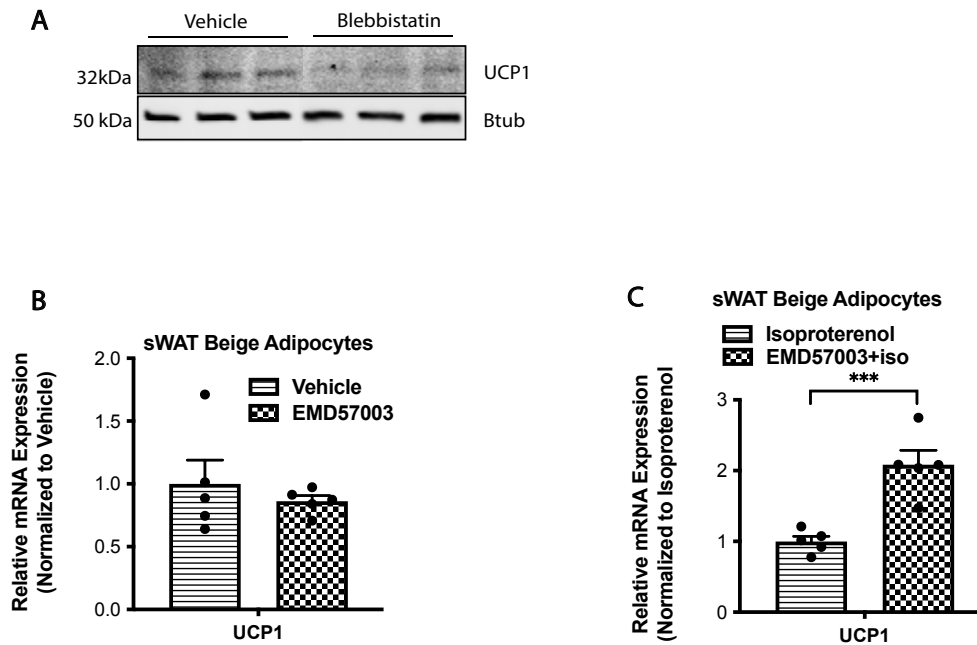 A
Vehicle
Blebbistatin
32kDa
UCP1
50 kDa
Btub
B
sWAT Beige Adipocytes
Vehicle
EMD57003
Relative mRNA Expression
(Normalized to Vehicle)
2.0
1.5
1.0
0.5
0.0
UCP1
C
sWAT Beige Adipocytes
Isoproterenol
EMD57003+iso
***
Relative mRNA Expression
(Normalized to Isoproterenol
3
2
1
0
UCP1